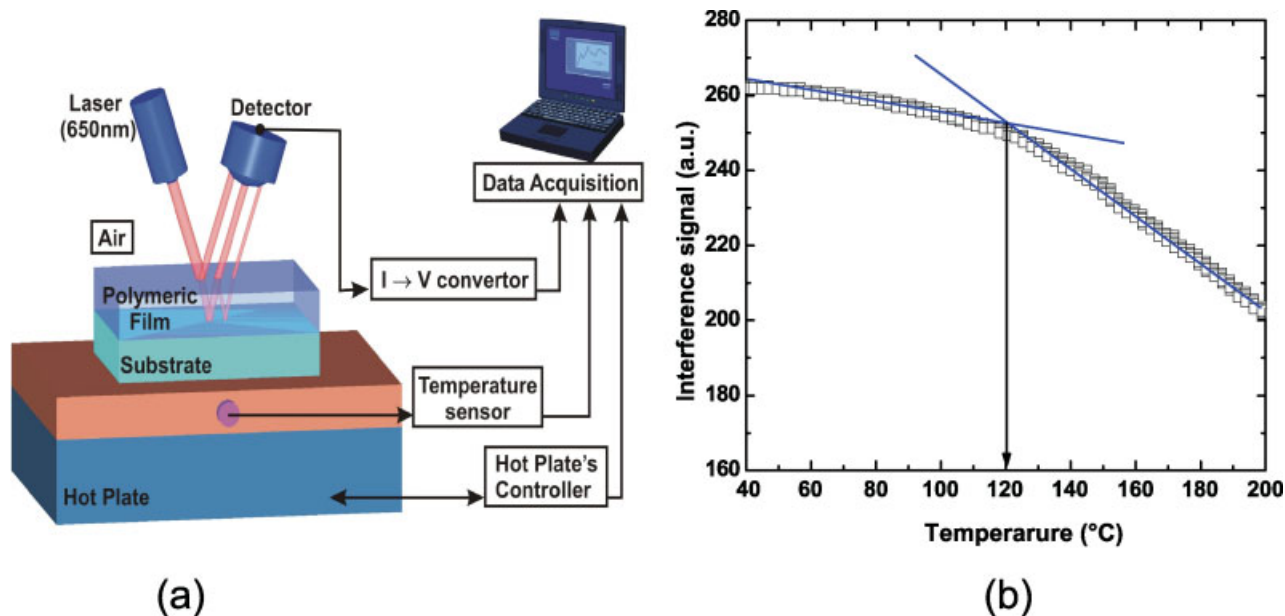 Laser
(650nm)
Detector
Data Acquisition
Air
I → V convertor
Polymeric
Film
Substrate
Temperature
sensor
Hot Plate's
Controller
Hot Plate
(a)
280
260
240
220
200
180
160
Interference signal (a.u.)
40 60 80 100 120 140 160 180 200
Temperarure (°C)
(b)